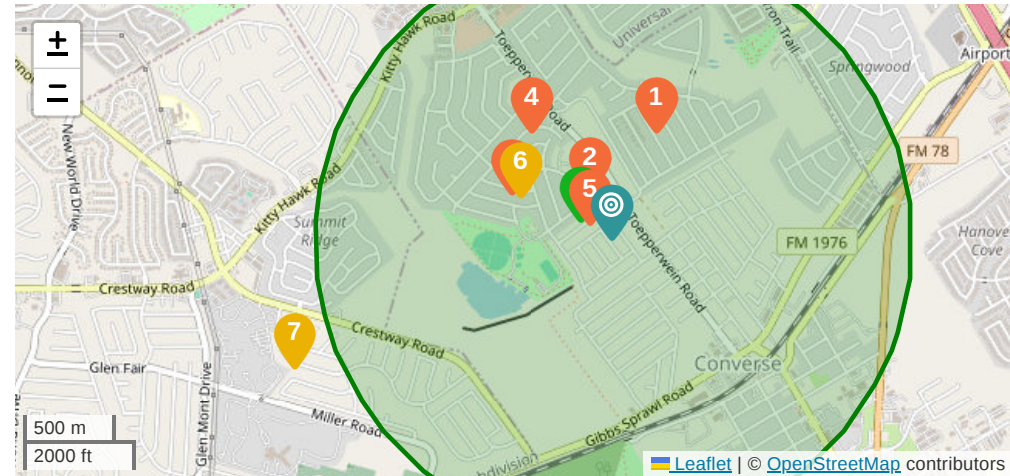 +
−
Kitty Hawk Road
Toepperwein Road
Universal
Springwood
Airport
New World Drive
4
1
FM 78
6
2
5
Kitty Hawk Road
Summit
Ridge
Toepperwein Road
FM 1976
Hanover
Cove
Crestway Road
7
Crestway Road
Glen Fair
Glen Mont Drive
Converse
Miller Road
Gibbs Sprawl Road
500 m
2000 ft
Leaflet | © OpenStreetMap contributors